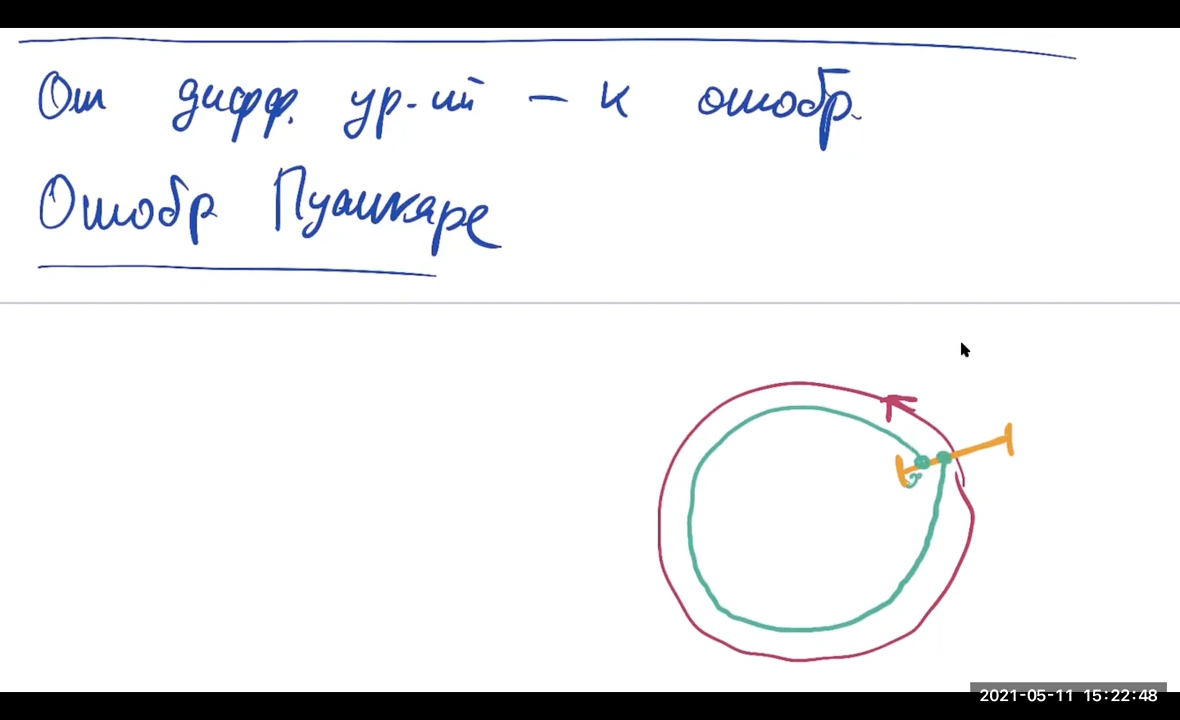 От дифф. ур-ий – к отобр.
Отобр Пуанкаре
2021-05-11 15:22:48